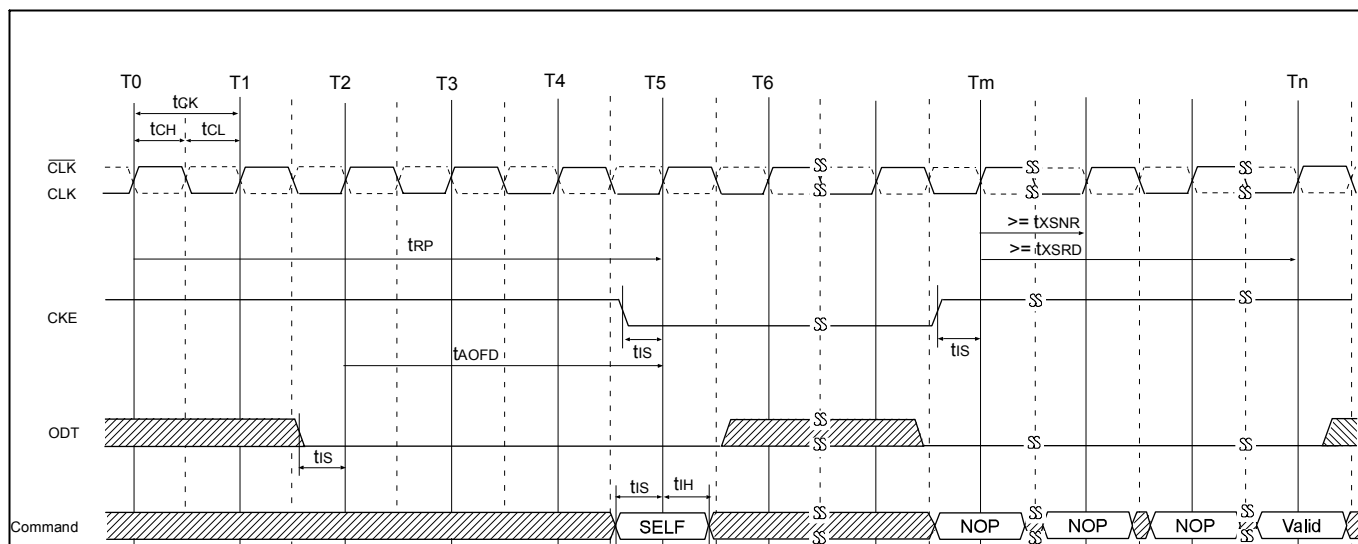 T0 T1 T2 T3 T4 T5 T6 Tm Tn
tCK
tCH tCL
CLK
CLK
>= tXSNR
tRP
>= tXSRD
CKE
tIS tIS
tAOFD
ODT
tIS
tIS tIH
Command SELF NOP NOP NOP Valid